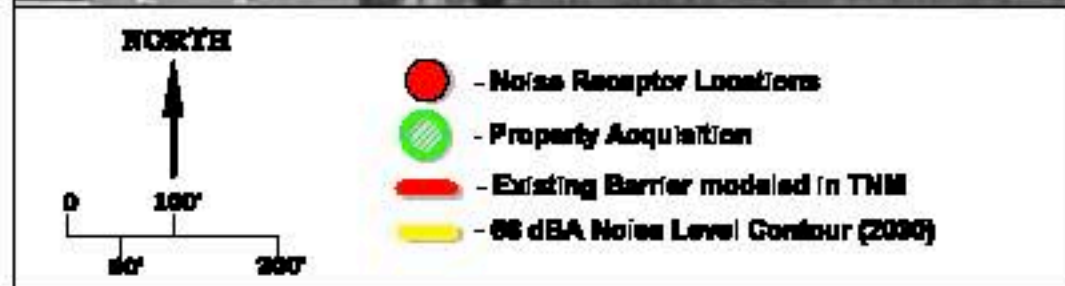 NORTH
- Noise Receptor Locations
- Property Acquisition
- Existing Barrier modeled in TNM
- 66 dBA Noise Level Contour (2030)
0 100'
200'